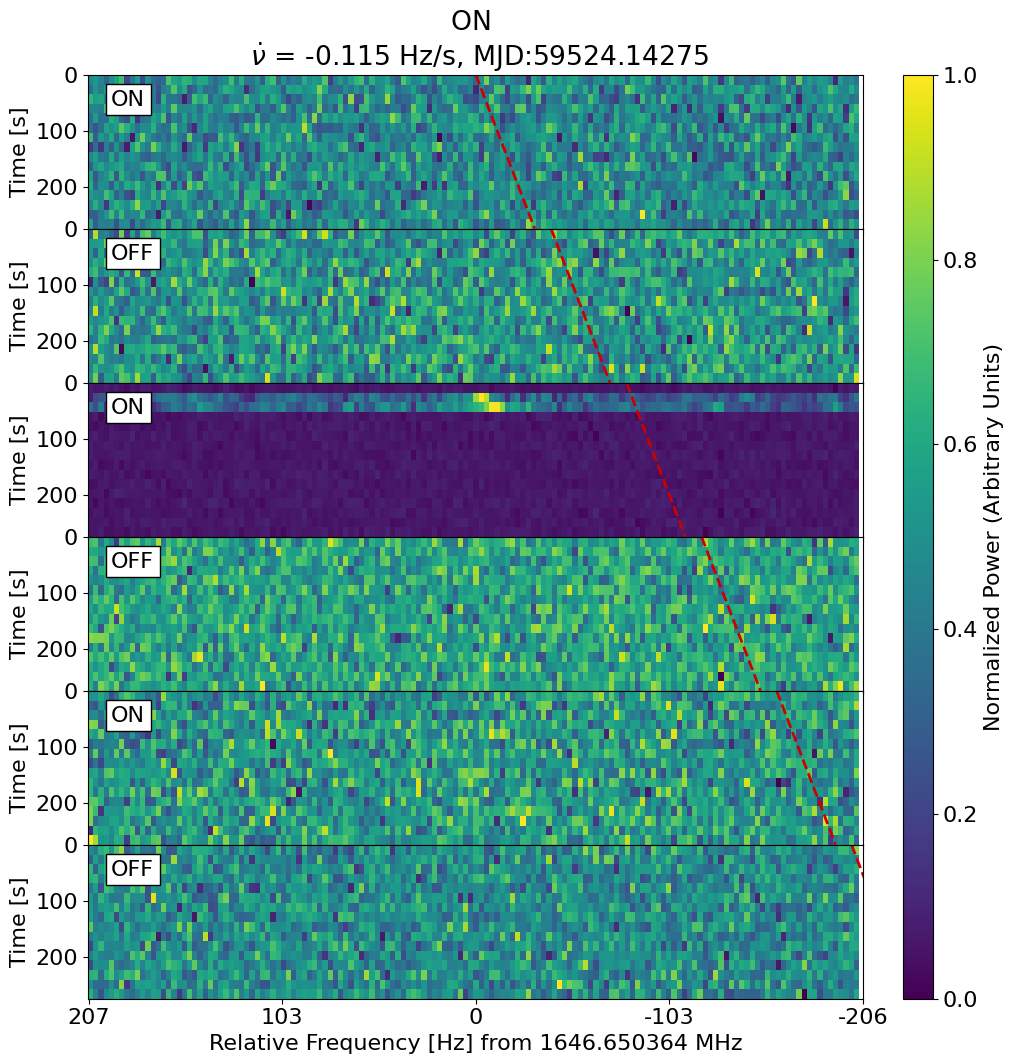 ON
ν̇ = -0.115 Hz/s, MJD:59524.14275
0
ON
100
200
Time [s]
0
OFF
100
200
Time [s]
0
ON
100
200
Time [s]
0
OFF
100
200
Time [s]
0
ON
100
200
Time [s]
0
OFF
100
200
Time [s]
207 103 0 -103 -206
Relative Frequency [Hz] from 1646.650364 MHz
1.0
0.8
0.6
0.4
0.2
0.0
Normalized Power (Arbitrary Units)